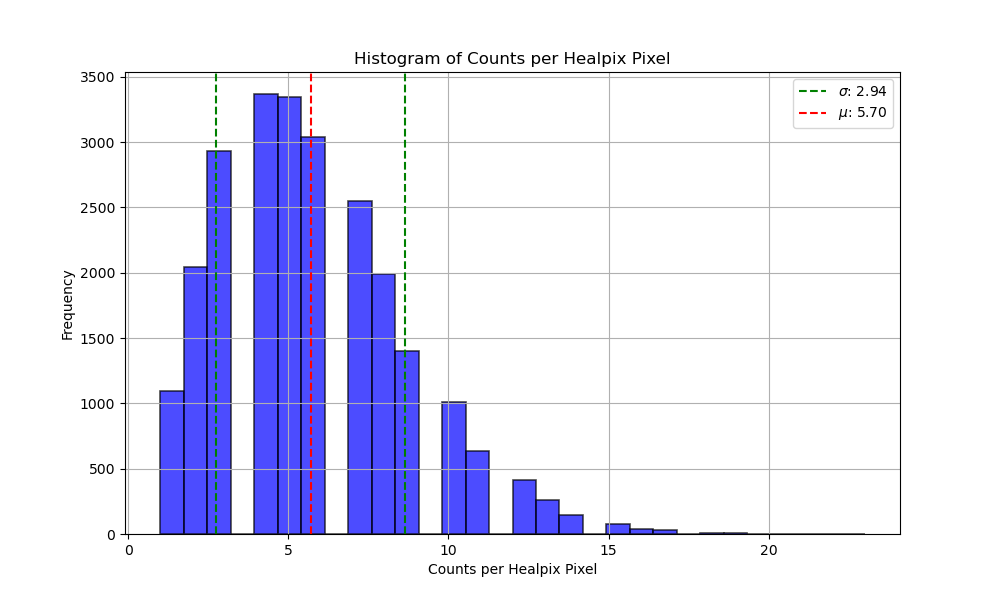 Histogram of Counts per Healpix Pixel
σ: 2.94
μ: 5.70
Frequency
3500
3000
2500
2000
1500
1000
500
0
0 5 10 15 20
Counts per Healpix Pixel